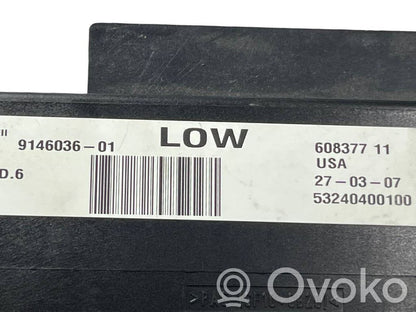 " 9146036-01 LOW 608377 11
USA
D.6 27-03-07
53240400100
OVOKO